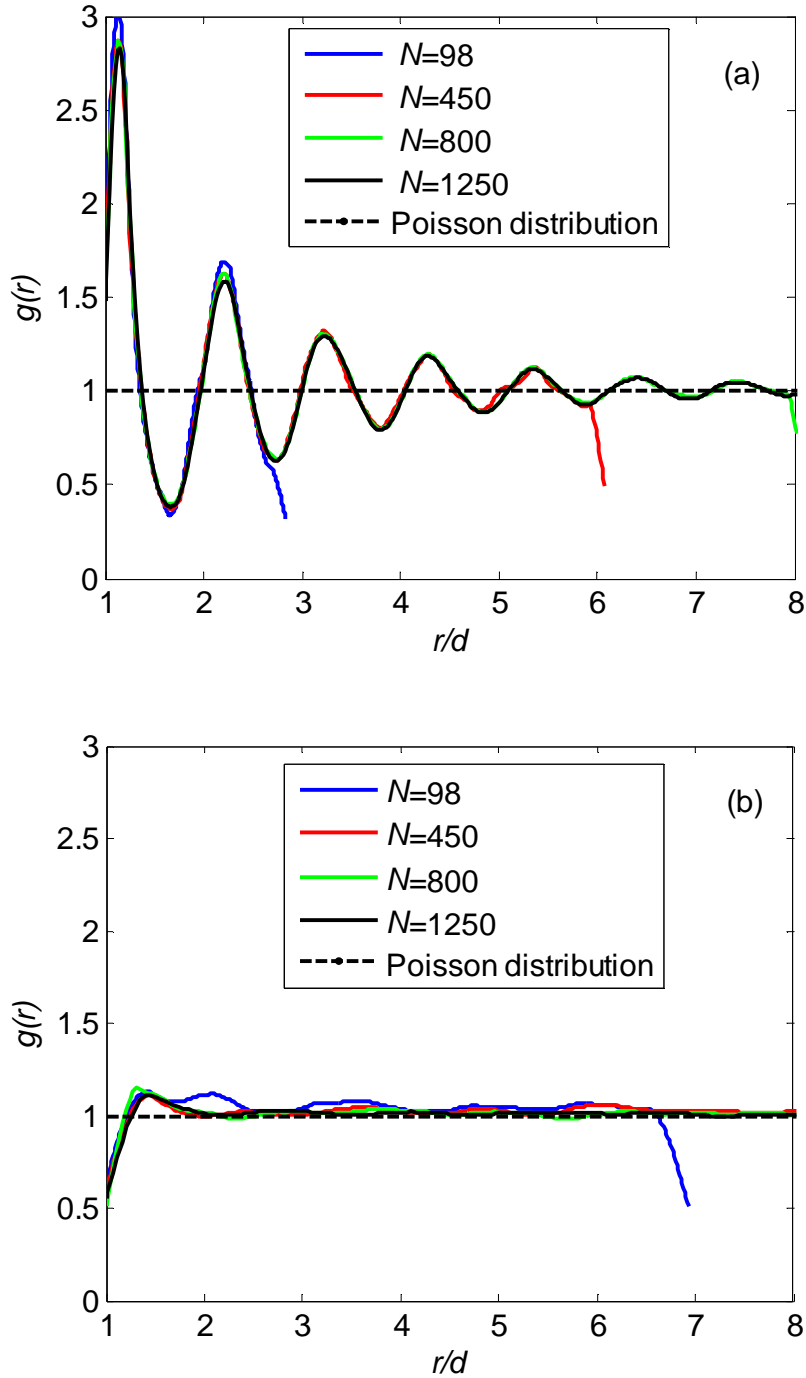 3
2.5
2
1.5
1
0.5
0
g(r)
N=98
N=450
N=800
N=1250
Poisson distribution
(a)
1 2 3 4 5 6 7 8
r/d
3
2.5
2
1.5
1
0.5
0
g(r)
N=98
N=450
N=800
N=1250
Poisson distribution
(b)
1 2 3 4 5 6 7 8
r/d